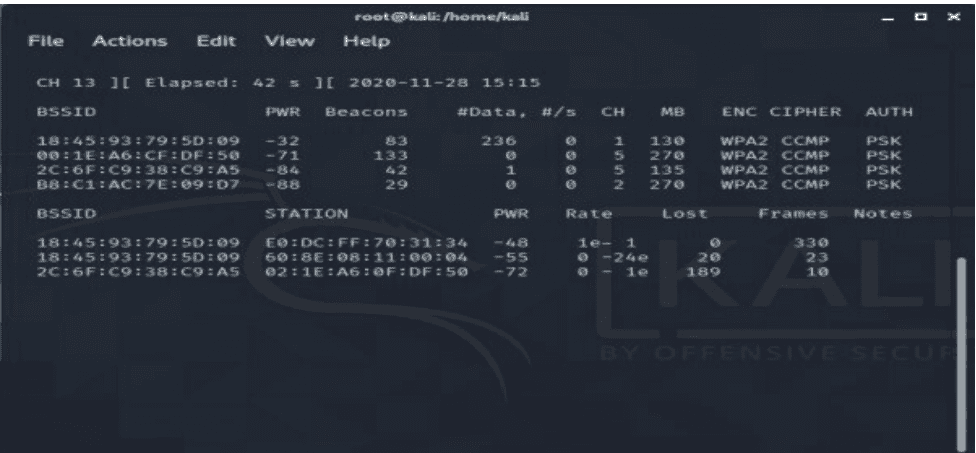 root@kali:/home/kali
File Actions Edit View Help
CH 13 ][ Elapsed: 42 s ][ 2020-11-28 15:15
BSSID PWR Beacons #Data, #/s CH MB ENC CIPHER AUTH
18:45:93:79:5D:09 -32 83 236 0 1 130 WPA2 CCMP PSK
00:1E:A6:CF:DF:50 -71 133 0 0 5 270 WPA2 CCMP PSK
2C:6F:C9:38:C9:A5 -84 42 1 0 5 135 WPA2 CCMP PSK
B8:C1:AC:7E:09:D7 -88 29 0 0 2 270 WPA2 CCMP PSK
BSSID STATION PWR Rate Lost Frames Notes
18:45:93:79:5D:09 E0:DC:FF:70:31:34 -48 1e- 1 0 330
18:45:93:79:5D:09 60:8E:08:11:00:04 -55 0 -24e 20 23
2C:6F:C9:38:C9:A5 02:1E:A6:0F:DF:50 -72 0 - 1e 189 10
KALI
BY OFFENSIVE SECUR